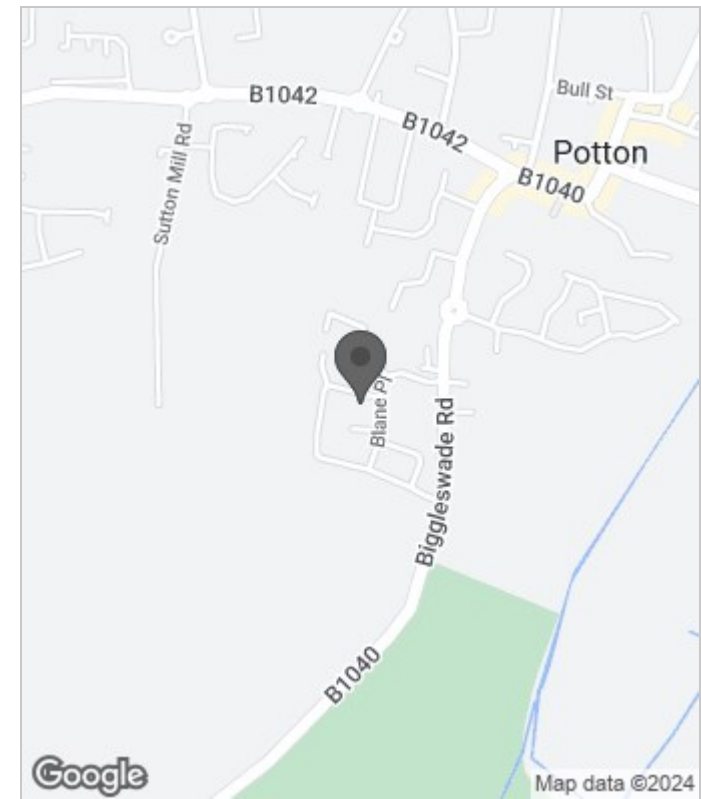 B1042
Bull St
B1042
Potton
B1040
Sutton Mill Rd
Blane Pl
Biggleswade Rd
B1040
Google
Map data ©2024